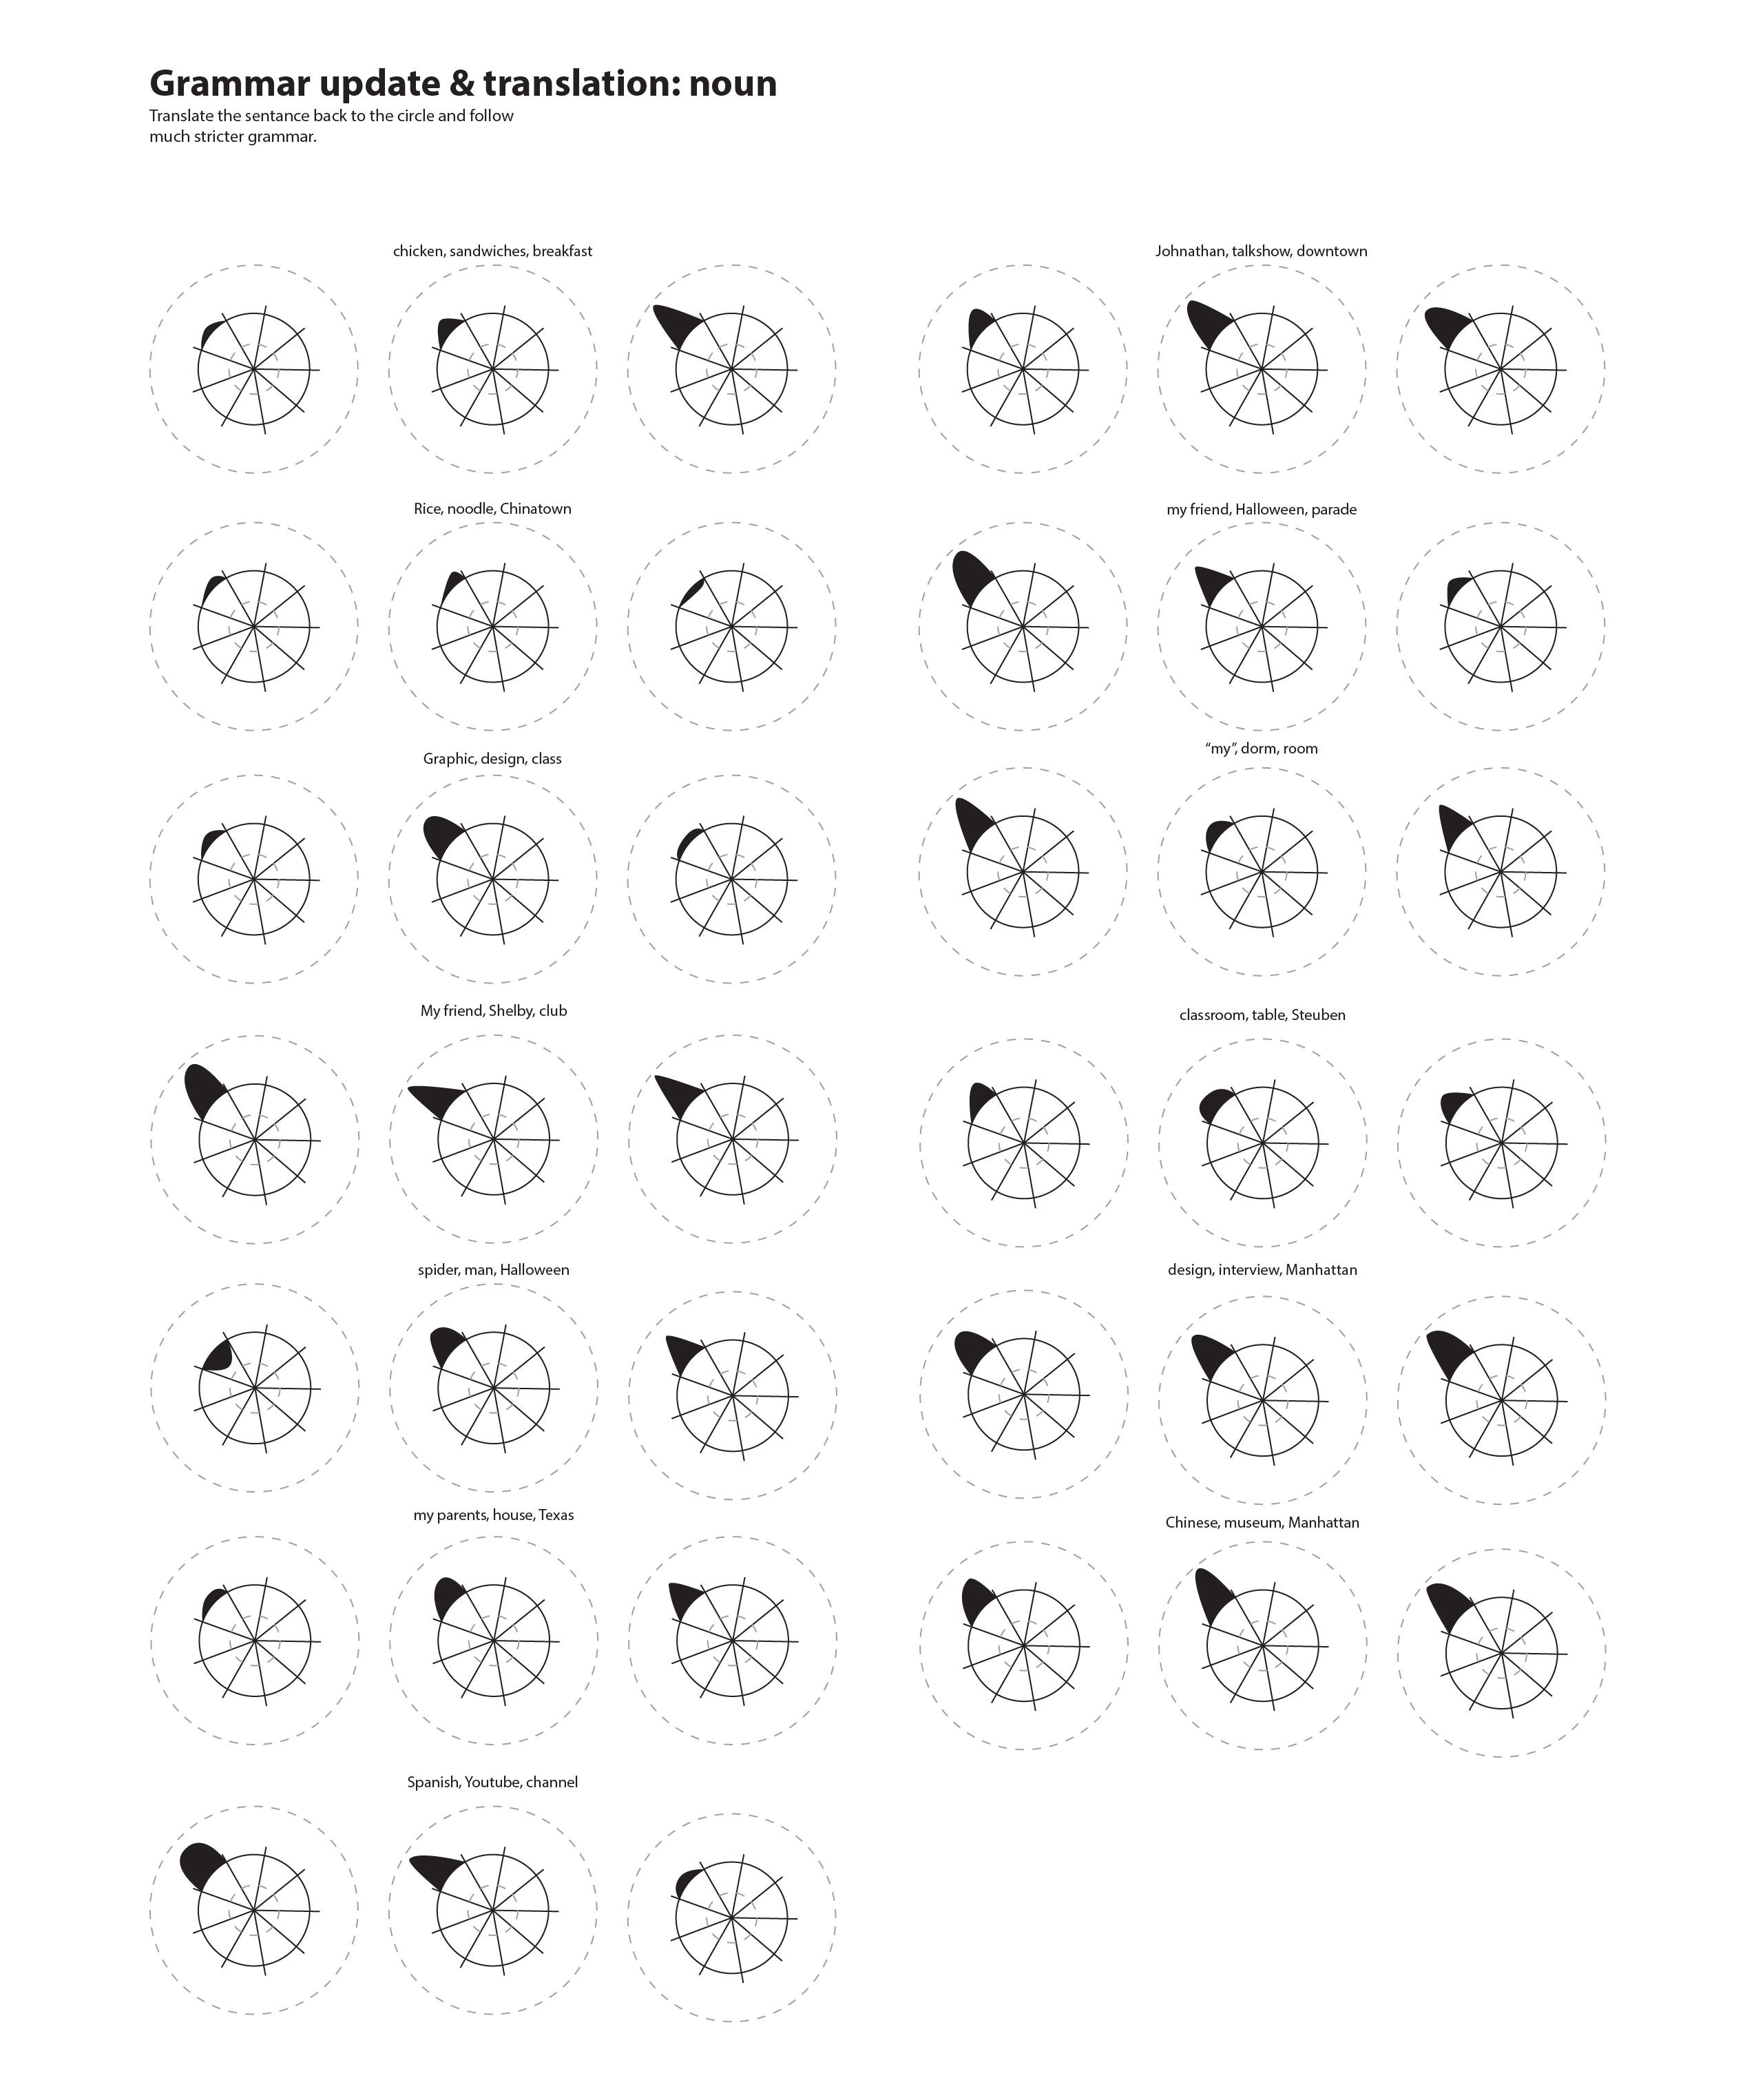 Grammar update & translation: noun
Translate the sentance back to the circle and follow
much stricter grammar.
chicken, sandwiches, breakfast
Johnathan, talkshow, downtown
Rice, noodle, Chinatown
my friend, Halloween, parade
Graphic, design, class
“my”, dorm, room
My friend, Shelby, club
classroom, table, Steuben
spider, man, Halloween
design, interview, Manhattan
my parents, house, Texas
Chinese, museum, Manhattan
Spanish, Youtube, channel